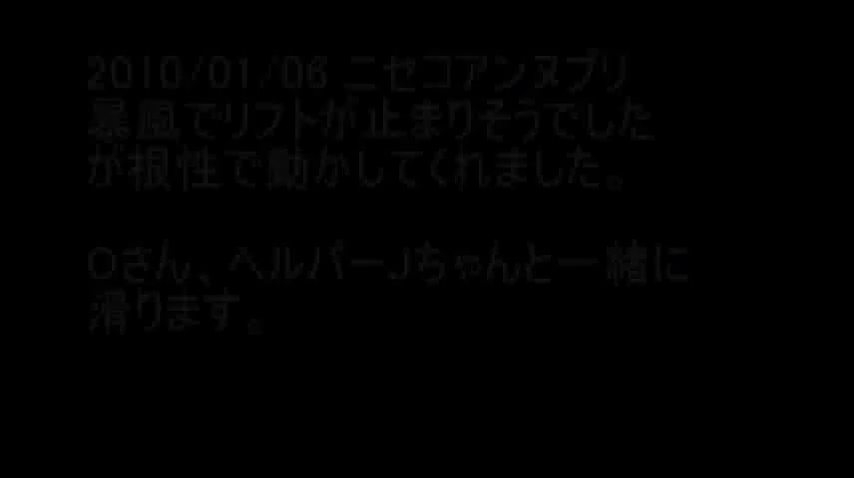 2010/01/06 ニセコアンヌプリ
暴風でリフトが止まりそうでした
が根性で動かしてくれました。
Oさん、ヘルパーJちゃんと一緒に
滑ります。